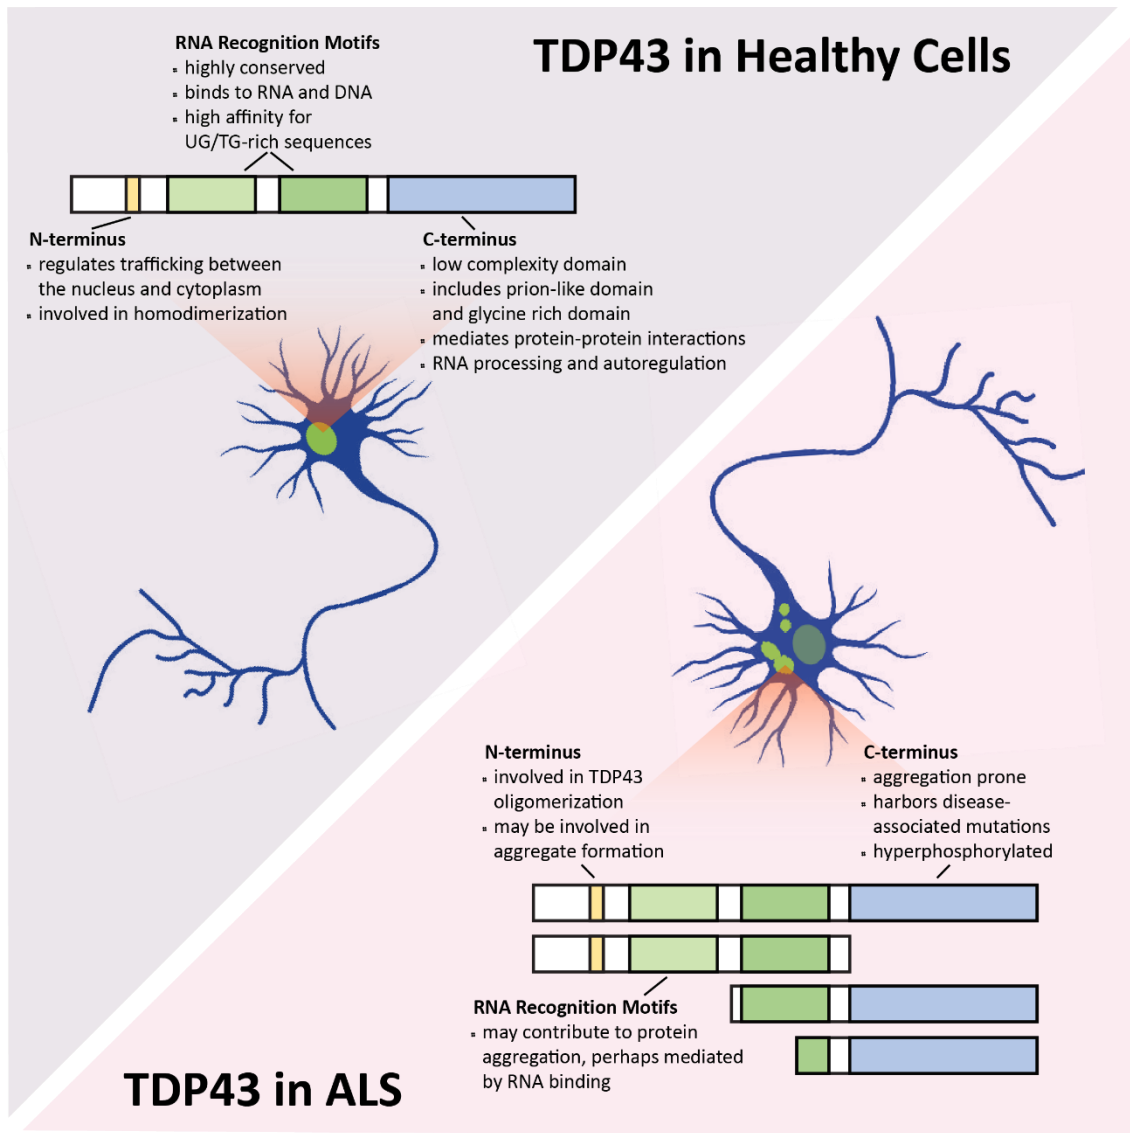 TDP43 in Healthy Cells
RNA Recognition Motifs
▪ highly conserved
▪ binds to RNA and DNA
▪ high affinity for
UG/TG-rich sequences
N-terminus
▪ regulates trafficking between
the nucleus and cytoplasm
▪ involved in homodimerization
C-terminus
▪ low complexity domain
▪ includes prion-like domain
and glycine rich domain
▪ mediates protein-protein interactions
▪ RNA processing and autoregulation
N-terminus
▪ involved in TDP43
oligomerization
▪ may be involved in
aggregate formation
C-terminus
▪ aggregation prone
▪ harbors disease-
associated mutations
▪ hyperphosphorylated
RNA Recognition Motifs
▪ may contribute to protein
aggregation, perhaps mediated
by RNA binding
TDP43 in ALS